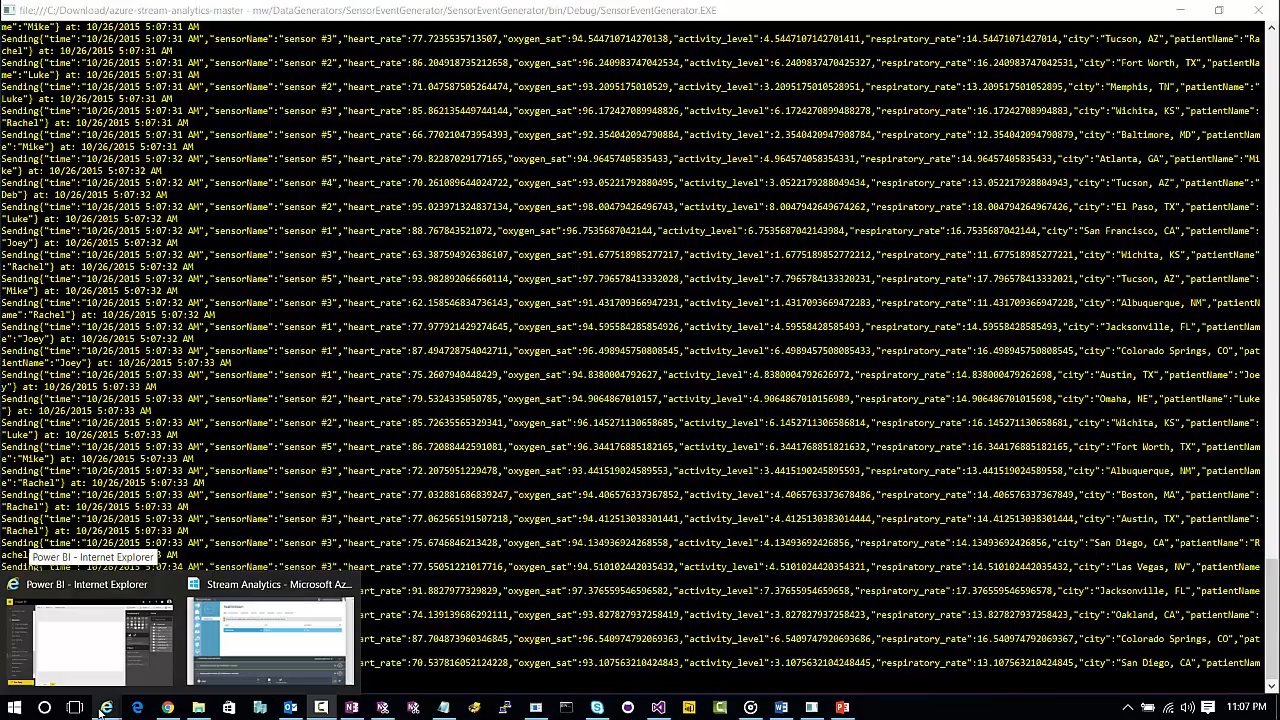 file:///C:/Download/azure-stream-analytics-master - mw/DataGenerators/SensorEventGenerator/SensorEventGenerator/bin/Debug/SensorEventGenerator.EXE
me":"Mike"} at: 10/26/2015 5:07:31 AM
Sending{"time":"10/26/2015 5:07:31 AM","sensorName":"sensor #3","heart_rate":77.7235535713507,"oxygen_sat":94.544710714270138,"activity_level":4.5447107142701411,"respiratory_rate":14.54471071427014,"city":"Tucson, AZ","patientName":"Ra
chel"} at: 10/26/2015 5:07:31 AM
Sending{"time":"10/26/2015 5:07:31 AM","sensorName":"sensor #2","heart_rate":86.204918735212658,"oxygen_sat":96.240983747042534,"activity_level":6.2409837470425327,"respiratory_rate":16.240983747042531,"city":"Fort Worth, TX","patientNa
me":"Luke"} at: 10/26/2015 5:07:31 AM
Sending{"time":"10/26/2015 5:07:31 AM","sensorName":"sensor #2","heart_rate":71.047587505264474,"oxygen_sat":93.2095175010529,"activity_level":3.2095175010528951,"respiratory_rate":13.209517501052895,"city":"Memphis, TN","patientName":"
Luke"} at: 10/26/2015 5:07:31 AM
Sending{"time":"10/26/2015 5:07:31 AM","sensorName":"sensor #3","heart_rate":85.862135449744144,"oxygen_sat":96.172427089948826,"activity_level":6.1724270899488278,"respiratory_rate":16.17242708994883,"city":"Wichita, KS","patientName":
"Rachel"} at: 10/26/2015 5:07:31 AM
Sending{"time":"10/26/2015 5:07:31 AM","sensorName":"sensor #5","heart_rate":66.770210473954393,"oxygen_sat":92.354042094790884,"activity_level":2.3540420947908784,"respiratory_rate":12.354042094790879,"city":"Baltimore, MD","patientNam
e":"Mike"} at: 10/26/2015 5:07:31 AM
Sending{"time":"10/26/2015 5:07:32 AM","sensorName":"sensor #5","heart_rate":79.8228702917165,"oxygen_sat":94.96457405835433,"activity_level":4.964574058354331,"respiratory_rate":14.96457405835433,"city":"Atlanta, GA","patientName":"Mi
ke"} at: 10/26/2015 5:07:32 AM
Sending{"time":"10/26/2015 5:07:32 AM","sensorName":"sensor #4","heart_rate":70.261089644024722,"oxygen_sat":93.05221792880495,"activity_level":3.0522179288049434,"respiratory_rate":13.052217928804943,"city":"Tucson, AZ","patientName":"
Deb"} at: 10/26/2015 5:07:32 AM
Sending{"time":"10/26/2015 5:07:32 AM","sensorName":"sensor #2","heart_rate":95.023971324837134,"oxygen_sat":98.00479426496743,"activity_level":8.0047942649674262,"respiratory_rate":18.004794264967426,"city":"El Paso, TX","patientName":
"Luke"} at: 10/26/2015 5:07:32 AM
Sending{"time":"10/26/2015 5:07:32 AM","sensorName":"sensor #1","heart_rate":88.767843521072,"oxygen_sat":96.7535687042144,"activity_level":6.7535687042143984,"respiratory_rate":16.7535687042144,"city":"San Francisco, CA","patientName":
"Joey"} at: 10/26/2015 5:07:32 AM
Sending{"time":"10/26/2015 5:07:32 AM","sensorName":"sensor #3","heart_rate":63.387594926386107,"oxygen_sat":91.677518985277217,"activity_level":1.6775189852772221,"respiratory_rate":11.677518985277221,"city":"Wichita, KS","patientName"
:"Rachel"} at: 10/26/2015 5:07:32 AM
Sending{"time":"10/26/2015 5:07:32 AM","sensorName":"sensor #5","heart_rate":93.982892066660114,"oxygen_sat":97.796578413332028,"activity_level":7.7965784133320231,"respiratory_rate":17.796578413332021,"city":"Tucson, AZ","patientName":
"Mike"} at: 10/26/2015 5:07:32 AM
Sending{"time":"10/26/2015 5:07:32 AM","sensorName":"sensor #3","heart_rate":62.158546834736143,"oxygen_sat":91.431709366947231,"activity_level":1.4317093669472283,"respiratory_rate":11.431709366947228,"city":"Albuquerque, NM","patientN
ame":"Rachel"} at: 10/26/2015 5:07:32 AM
Sending{"time":"10/26/2015 5:07:32 AM","sensorName":"sensor #1","heart_rate":77.977921429274645,"oxygen_sat":94.595584285854926,"activity_level":4.595584285485493,"respiratory_rate":14.59558428585493,"city":"Jacksonville, FL","patientNa
me":"Joey"} at: 10/26/2015 5:07:32 AM
Sending{"time":"10/26/2015 5:07:33 AM","sensorName":"sensor #1","heart_rate":87.494728754042711,"oxygen_sat":96.498945750808545,"activity_level":6.4989457508085433,"respiratory_rate":16.498945750808545,"city":"Colorado Springs, CO","pat
ientName":"Joey"} at: 10/26/2015 5:07:33 AM
Sending{"time":"10/26/2015 5:07:33 AM","sensorName":"sensor #1","heart_rate":75.2607940448429,"oxygen_sat":94.8380004792627,"activity_level":4.8380004792626972,"respiratory_rate":14.838000479262698,"city":"Austin, TX","patientName":"Joe
y"} at: 10/26/2015 5:07:33 AM
Sending{"time":"10/26/2015 5:07:33 AM","sensorName":"sensor #2","heart_rate":79.5324335050785,"oxygen_sat":94.9064867010157,"activity_level":4.9064867010156989,"respiratory_rate":14.906486701015698,"city":"Omaha, NE","patientName":"Luke
"} at: 10/26/2015 5:07:33 AM
Sending{"time":"10/26/2015 5:07:33 AM","sensorName":"sensor #2","heart_rate":85.72635565329341,"oxygen_sat":96.145271130658687,"activity_level":6.1452711306586814,"respiratory_rate":16.145271130658681,"city":"Wichita, KS","patientName":
"Luke"} at: 10/26/2015 5:07:33 AM
Sending{"time":"10/26/2015 5:07:33 AM","sensorName":"sensor #5","heart_rate":86.72088442591081,"oxygen_sat":96.344176885182165,"activity_level":6.3441768851821632,"respiratory_rate":16.344176885182163,"city":"Fort Worth, TX","patientNam
e":"Mike"} at: 10/26/2015 5:07:33 AM
Sending{"time":"10/26/2015 5:07:33 AM","sensorName":"sensor #3","heart_rate":72.2075951229478,"oxygen_sat":93.4415190245895​53,"activity_level":3.4415190245895593,"respiratory_rate":13.441519024589558,"city":"Albuquerque, NM","patientName
":"Rachel"} at: 10/26/2015 5:07:33 AM
Sending{"time":"10/26/2015 5:07:33 AM","sensorName":"sensor #3","heart_rate":77.032881686839247,"oxygen_sat":94.406576337367852,"activity_level":4.4065763373678486,"respiratory_rate":14.406576337367849,"city":"Boston, MA","patientName":
"Rachel"} at: 10/26/2015 5:07:33 AM
Sending{"time":"10/26/2015 5:07:33 AM","sensorName":"sensor #3","heart_rate":77.062565191507218,"oxygen_sat":94.412513038301441,"activity_level":4.4125130383014444,"respiratory_rate":14.412513038301444,"city":"Austin, TX","patientName":
"Rachel"} at: 10/26/2015 5:07:33 AM
Sending{"time":"10/26/2015 5:07:33 AM","sensorName":"sensor #3","heart_rate":75.6746846213428,"oxygen_sat":94.134936924268562,"activity_level":4.134936924268556,"respiratory_rate":14.13493692426856,"city":"San Diego, CA","patientName":"R
achel
3 AM
Power BI - Internet Explorer
Power BI - Internet Explorer
Stream Analytics - Microsoft Az...
11:07 PM